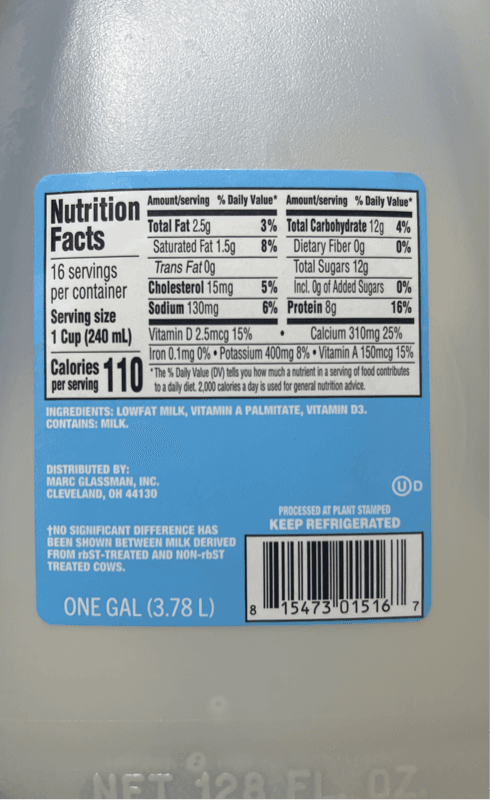 Nutrition
Facts
16 servings
per container
Serving size
1 Cup (240 mL)
Calories
per serving
110
Amount/serving % Daily Value*
Total Fat 2.5g 3%
Saturated Fat 1.5g 8%
Trans Fat 0g
Cholesterol 15mg 5%
Sodium 130mg 6%
Amount/serving % Daily Value*
Total Carbohydrate 12g 4%
Dietary Fiber 0g 0%
Total Sugars 12g
Incl. 0g of Added Sugars 0%
Protein 8g 16%
Vitamin D 2.5mcg 15% • Calcium 310mg 25%
Iron 0.1mg 0% • Potassium 400mg 8% • Vitamin A 150mcg 15%
*The % Daily Value (DV) tells you how much a nutrient in a serving of food contributes
to a daily diet. 2,000 calories a day is used for general nutrition advice.
INGREDIENTS: LOWFAT MILK, VITAMIN A PALMITATE, VITAMIN D3.
CONTAINS: MILK.
DISTRIBUTED BY:
MARC GLASSMAN, INC.
CLEVELAND, OH 44130
U D
†NO SIGNIFICANT DIFFERENCE HAS
BEEN SHOWN BETWEEN MILK DERIVED
FROM rbST-TREATED AND NON-rbST
TREATED COWS.
PROCESSED AT PLANT STAMPED
KEEP REFRIGERATED
ONE GAL (3.78 L)
8 15473 01516 7
2
NET 128 FL. OZ.